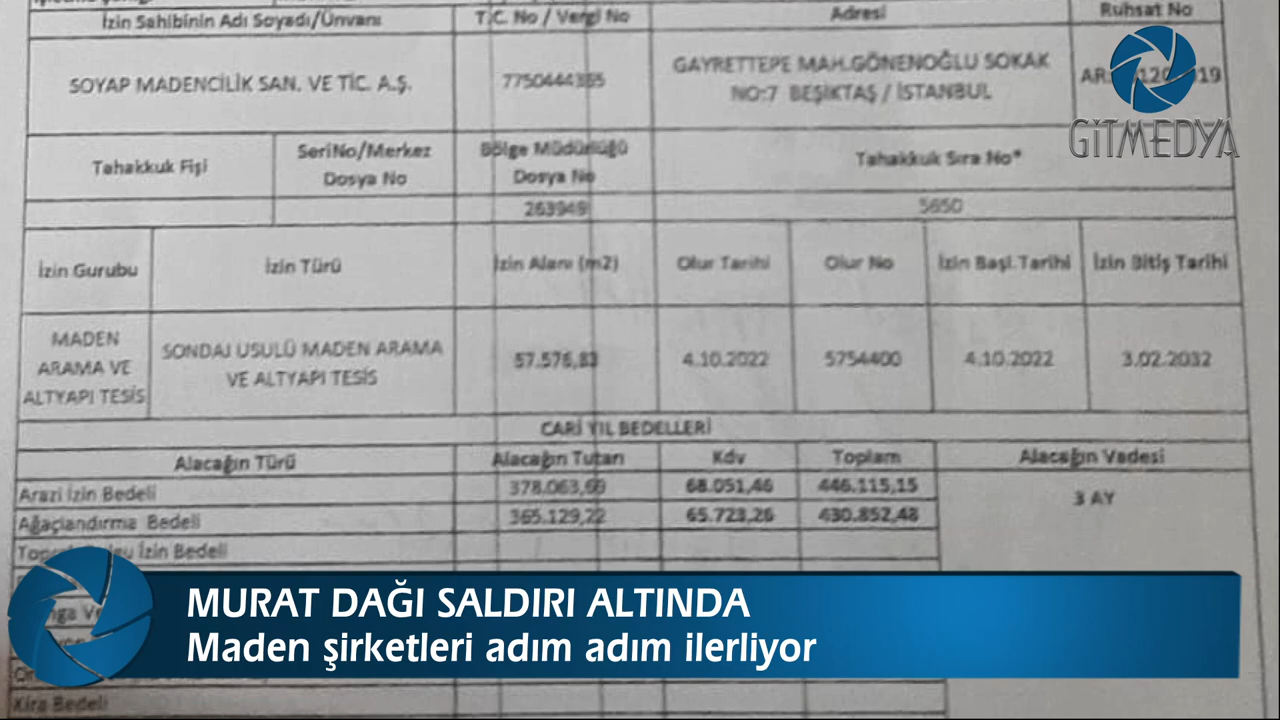 İzin Sahibinin Adı Soyadı/Ünvanı T.C. No / Vergi No Adresi Ruhsat No
SOYAP MADENCİLİK SAN. VE TİC. A.Ş. GAYRETTEPE MAH.GÖNENOĞLU SOKAK
NO:7 BEŞİKTAŞ / İSTANBUL
GİTMEDYA
Tahakkuk Fişi SeriNo/Merkez Dosya No Bölge Müdürlüğü Dosya No Tahakkuk Sıra No*
263949 5650
İzin Gurubu İzin Türü İzin Alanı (m2) Olur Tarihi Olur No İzin Başl.Tarihi İzin Bitiş Tarihi
MADEN
ARAMA VE
ALTYAPI TESİS
SONDAJ USULÜ MADEN ARAMA
VE ALTYAPI TESİS
57.576,83 4.10.2022 5754400 4.10.2022 3.02.2032
CARİ YIL BEDELLERİ
Alacağın Türü Alacağın Tutarı Kdv Toplam Alacağın Vadesi
Arazi İzin Bedeli 378.063,69 68.051,46 446.115,15 3 AY
Ağaçlandırma Bedeli 365.129,22 65.723,26 430.852,48
İzin Bedeli
MURAT DAĞI SALDIRI ALTINDA
Maden şirketleri adım adım ilerliyor
Kira Bedeli